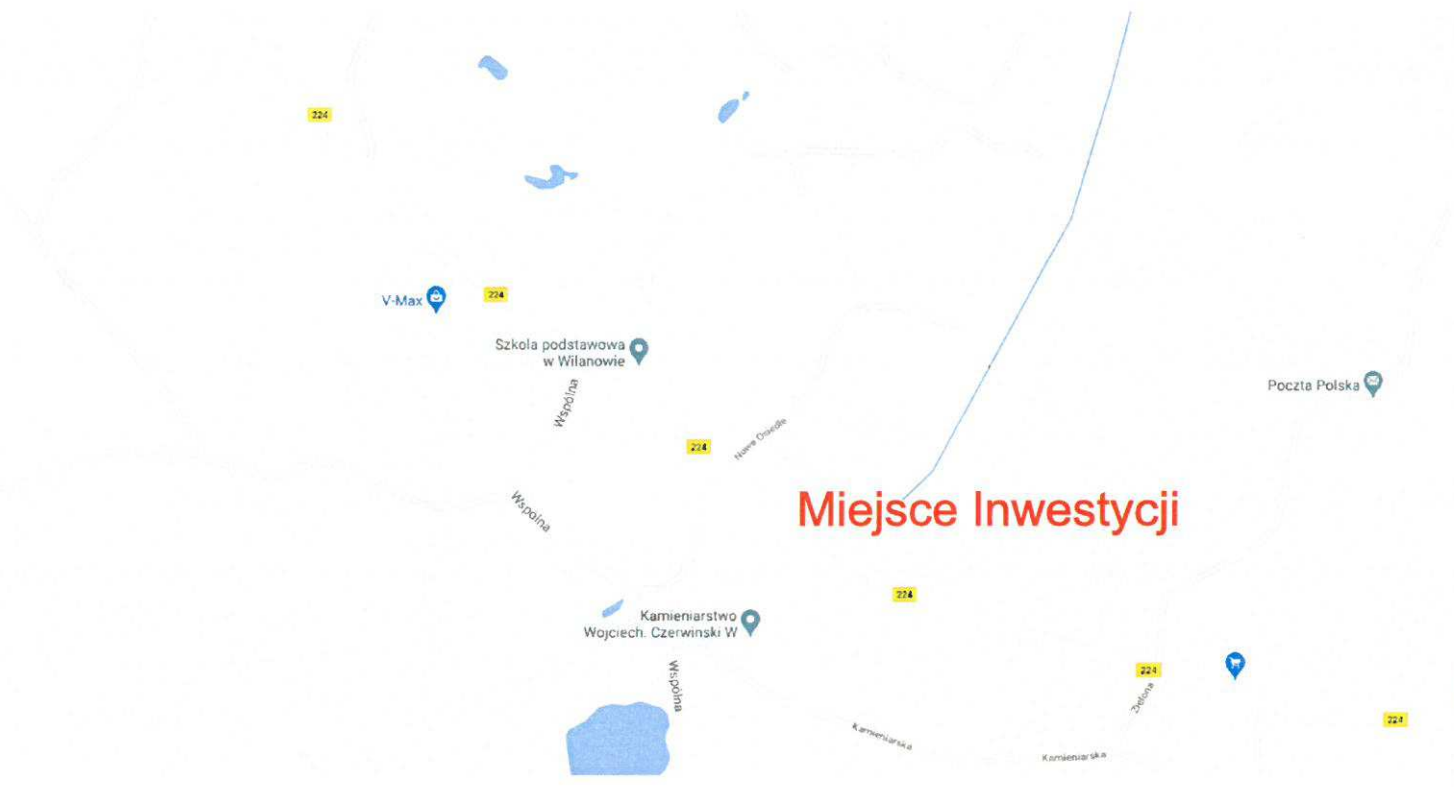 224
V-Max
224
Szkola podstawowa
w Wilanowie
Poczta Polska
Wspólna
224
Nowe Osiedle
Wspólna
Miejsce Inwestycji
224
Kamieniarstwo
Wojciech. Czerwinski W
Wspólna
224
Zielona
224
Kamieniarska
Kamieniarska